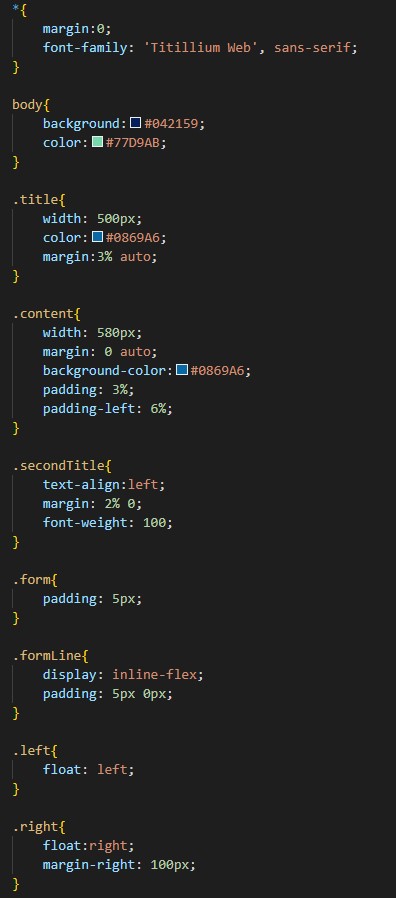 *{
    margin:0;
    font-family: 'Titillium Web', sans-serif;
}

body{
    background:#042159;
    color:#77D9AB;
}

.title{
    width: 500px;
    color:#0869A6;
    margin:3% auto;
}

.content{
    width: 580px;
    margin: 0 auto;
    background-color:#0869A6;
    padding: 3%;
    padding-left: 6%;
}

.secondTitle{
    text-align:left;
    margin: 2% 0;
    font-weight: 100;
}

.form{
    padding: 5px;
}

.formLine{
    display: inline-flex;
    padding: 5px 0px;
}

.left{
    float: left;
}

.right{
    float:right;
    margin-right: 100px;
}